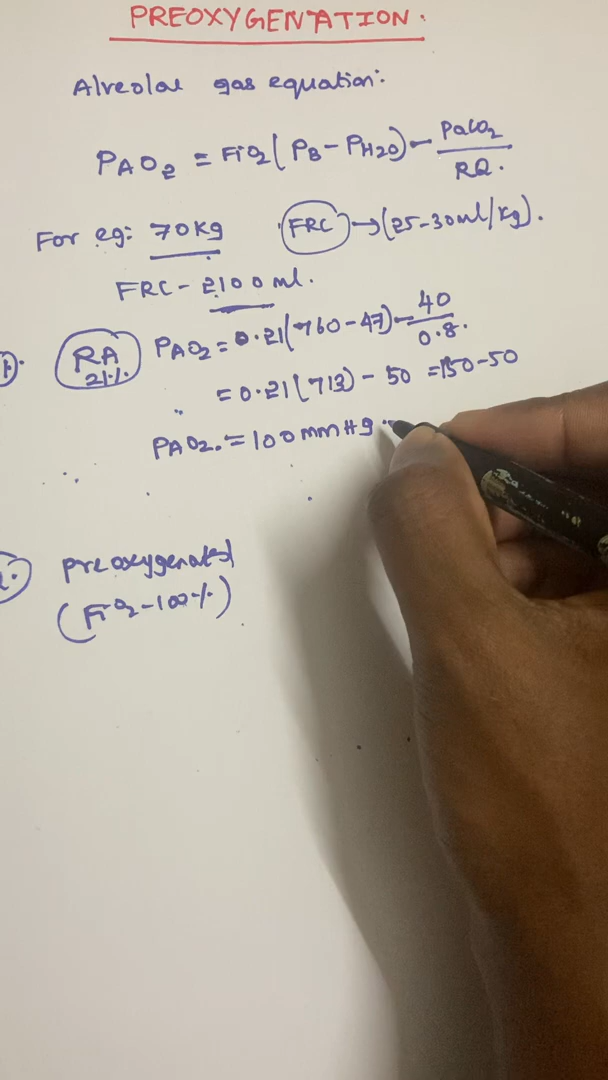 PREOXYGENATION.
Alveolar gas equation:
PAO2 = FiO2 (PB - PH2O) - PaCO2/RQ.
For eg: 70kg FRC → (25-30ml/kg).
FRC - 2100 ml.
1. RA 21% PAO2 = 0.21(760-47) - 40/0.8.
= 0.21(713) - 50 = 150-50
PAO2. = 100mmHg
2. preoxygenated
(FiO2-100%)